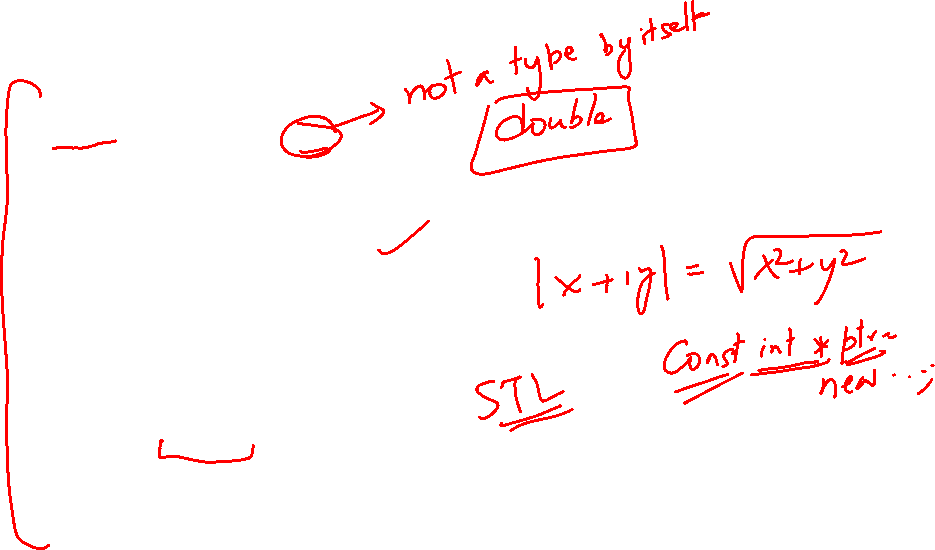 not a type by itself
double
|x+iy| = √x²+y²
Const int * ptr =
new ...;
STL